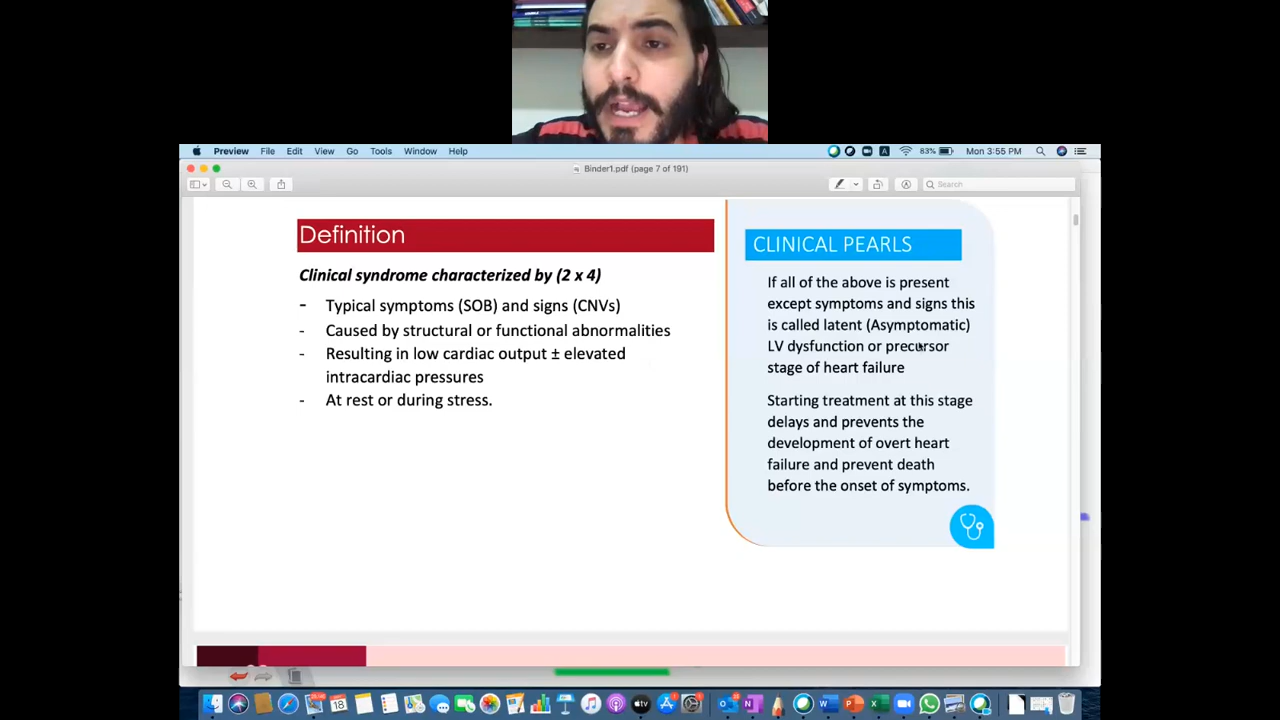 Preview File Edit View Go Tools Window Help 83% Mon 3:55 PM
Binder1.pdf (page 7 of 191)
Search
Definition
Clinical syndrome characterized by (2 x 4)
- Typical symptoms (SOB) and signs (CNVs)
- Caused by structural or functional abnormalities
- Resulting in low cardiac output ± elevated
intracardiac pressures
- At rest or during stress.
CLINICAL PEARLS
If all of the above is present
except symptoms and signs this
is called latent (Asymptomatic)
LV dysfunction or precursor
stage of heart failure
Starting treatment at this stage
delays and prevents the
development of overt heart
failure and prevent death
before the onset of symptoms.